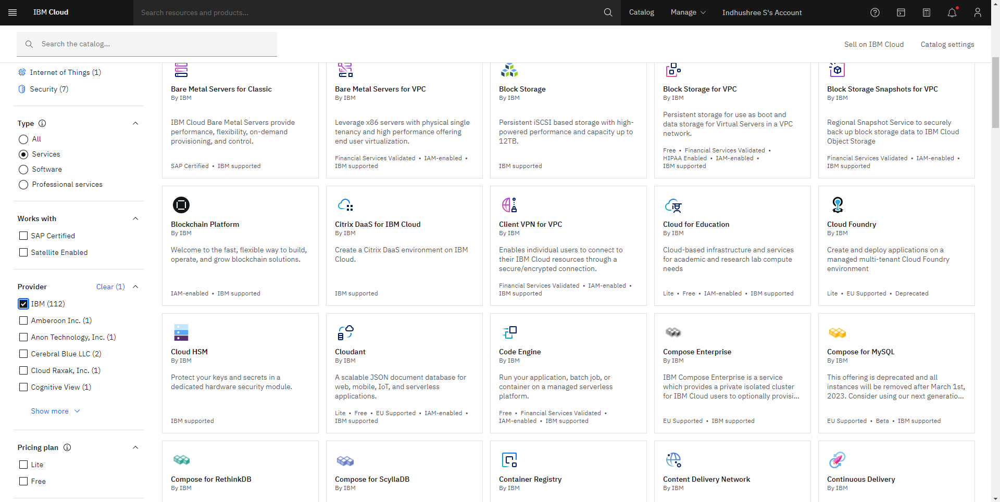 IBM Cloud
Search resources and products...
Catalog
Manage
Indhushree S's Account
Search the catalog...
Sell on IBM Cloud
Catalog settings
Internet of Things (1)
Security (7)
Type
All
Services
Software
Professional services
Works with
SAP Certified
Satellite Enabled
Provider
Clear (1)
IBM (112)
Amberoon Inc. (1)
Anon Technology, Inc. (1)
Cerebral Blue LLC (2)
Cloud Raxak, Inc. (1)
Cognitive View (1)
Show more
Pricing plan
Lite
Free
Bare Metal Servers for Classic
By IBM
IBM Cloud Bare Metal Servers provide
performance, flexibility, on-demand
provisioning, and control.
SAP Certified • IBM supported
Bare Metal Servers for VPC
By IBM
Leverage x86 servers with physical single
tenancy and high performance offering
end user virtualization.
Financial Services Validated • IAM-enabled •
IBM supported
Block Storage
By IBM
Persistent iSCSI based storage with high-
powered performance and capacity up to
12TB.
IBM supported
Block Storage for VPC
By IBM
Persistent storage for use as boot and
data storage for Virtual Servers in a VPC
network.
Free • Financial Services Validated •
HIPAA Enabled • IAM-enabled •
IBM supported
Block Storage Snapshots for VPC
By IBM
Regional Snapshot Service to securely
back up block storage data to IBM Cloud
Object Storage
Financial Services Validated • IAM-enabled •
IBM supported
Blockchain Platform
By IBM
Welcome to the fast, flexible way to build,
operate, and grow blockchain solutions.
IAM-enabled • IBM supported
Citrix DaaS for IBM Cloud
By IBM
Create a Citrix DaaS environment on IBM
Cloud.
IBM supported
Client VPN for VPC
By IBM
Enables individual users to connect to
their IBM Cloud resources through a
secure/encrypted connection.
Financial Services Validated • IAM-enabled •
IBM supported
Cloud for Education
By IBM
Cloud-based infrastructure and services
for academic and research lab compute
needs
Lite • Free • IAM-enabled • IBM supported
Cloud Foundry
By IBM
Create and deploy applications on a
managed multi-tenant Cloud Foundry
environment
Lite • EU Supported • Deprecated
Cloud HSM
By IBM
Protect your keys and secrets in a
dedicated hardware security module.
IBM supported
Cloudant
By IBM
A scalable JSON document database for
web, mobile, IoT, and serverless
applications.
Lite • Free • EU Supported • IAM-enabled •
IBM supported
Code Engine
By IBM
Run your application, batch job, or
container on a managed serverless
platform.
Free • Financial Services Validated •
IAM-enabled • IBM supported
Compose Enterprise
By IBM
IBM Compose Enterprise is a service
which provides a private isolated cluster
for IBM Cloud users to optionally provisi...
EU Supported • IBM supported
Compose for MySQL
By IBM
This offering is deprecated and all
instances will be removed after March 1st,
2023. Consider using our next generatio...
EU Supported • Beta • IBM supported
Compose for RethinkDB
By IBM
Compose for ScyllaDB
By IBM
Container Registry
By IBM
Content Delivery Network
By IBM
Continuous Delivery
By IBM